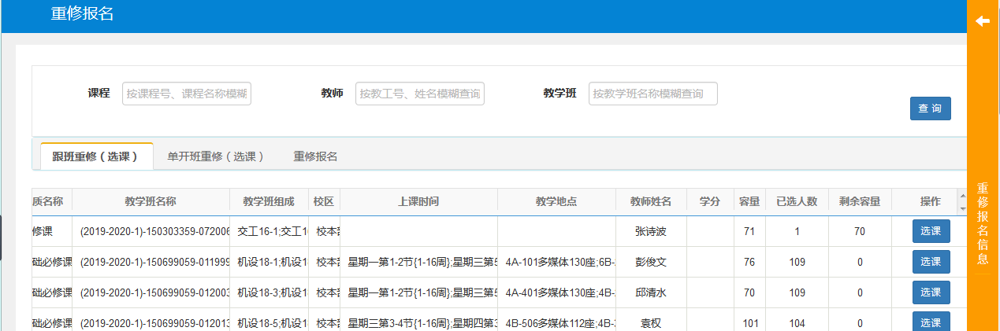 重修报名
课程 按课程号、课程名称模糊 教师 按教工号、姓名模糊查询 教学班 按教学班名称模糊查询
查 询
跟班重修（选课） 单开班重修（选课） 重修报名
质名称 教学班名称 教学班组成 校区 上课时间 教学地点 教师姓名 学分 容量 已选人数 剩余容量 操作
修课 (2019-2020-1)-150303359-072006 交工16-1;交工1 校本 张诗波 71 1 70 选课
础必修课 (2019-2020-1)-150699059-011999 机设18-1;机设1 校本 星期一第1-2节{1-16周};星期三第5 4A-101多媒体130座;6B- 彭俊文 76 109 0 选课
础必修课 (2019-2020-1)-150699059-012003 机设18-3;机设1 校本 星期一第1-2节{1-16周};星期三第5 4A-401多媒体130座;4B- 邱清水 70 109 0 选课
础必修课 (2019-2020-1)-150699059-012013 机设18-5;机设1 校本 星期三第3-4节{1-16周};星期四第3 4B-506多媒体112座;4B- 袁权 101 104 0 选课
重修报名信息